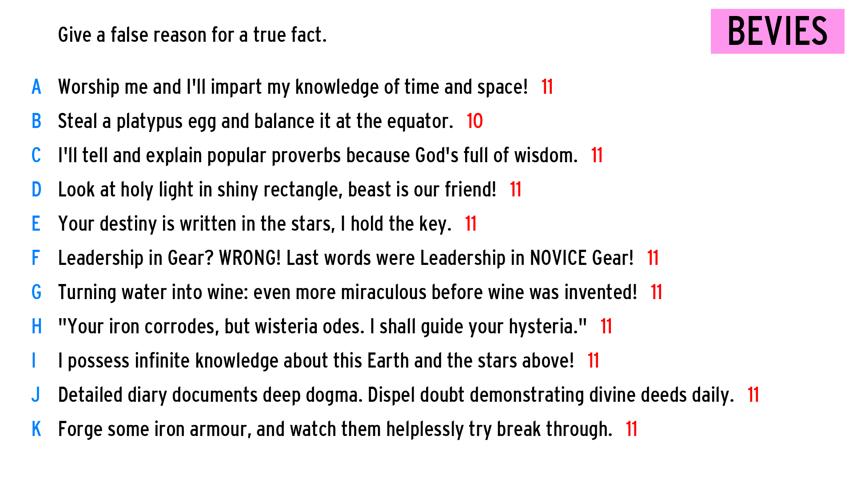 Give a false reason for a true fact.
BEVIES
A Worship me and I'll impart my knowledge of time and space! 11
B Steal a platypus egg and balance it at the equator. 10
C I'll tell and explain popular proverbs because God's full of wisdom. 11
D Look at holy light in shiny rectangle, beast is our friend! 11
E Your destiny is written in the stars, I hold the key. 11
F Leadership in Gear? WRONG! Last words were Leadership in NOVICE Gear! 11
G Turning water into wine: even more miraculous before wine was invented! 11
H "Your iron corrodes, but wisteria odes. I shall guide your hysteria." 11
I I possess infinite knowledge about this Earth and the stars above! 11
J Detailed diary documents deep dogma. Dispel doubt demonstrating divine deeds daily. 11
K Forge some iron armour, and watch them helplessly try break through. 11